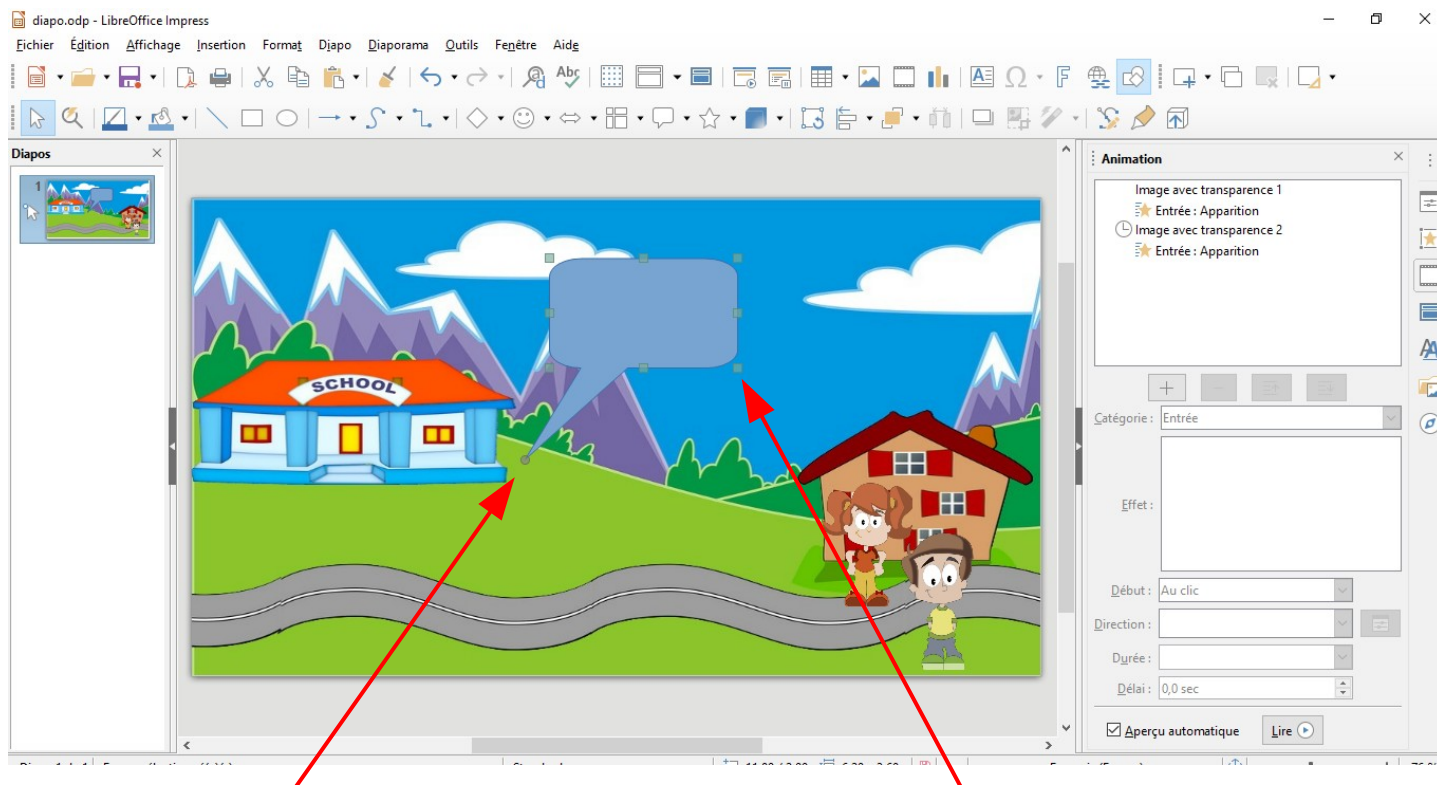 diapo.odp - LibreOffice Impress
Fichier Édition Affichage Insertion Format Diapo Diaporama Outils Fenêtre Aide
Diapos
1
SCHOOL
Animation
Image avec transparence 1
Entrée : Apparition
Image avec transparence 2
Entrée : Apparition
Catégorie : Entrée
Effet :
Début : Au clic
Direction :
Durée :
Délai : 0,0 sec
Aperçu automatique Lire